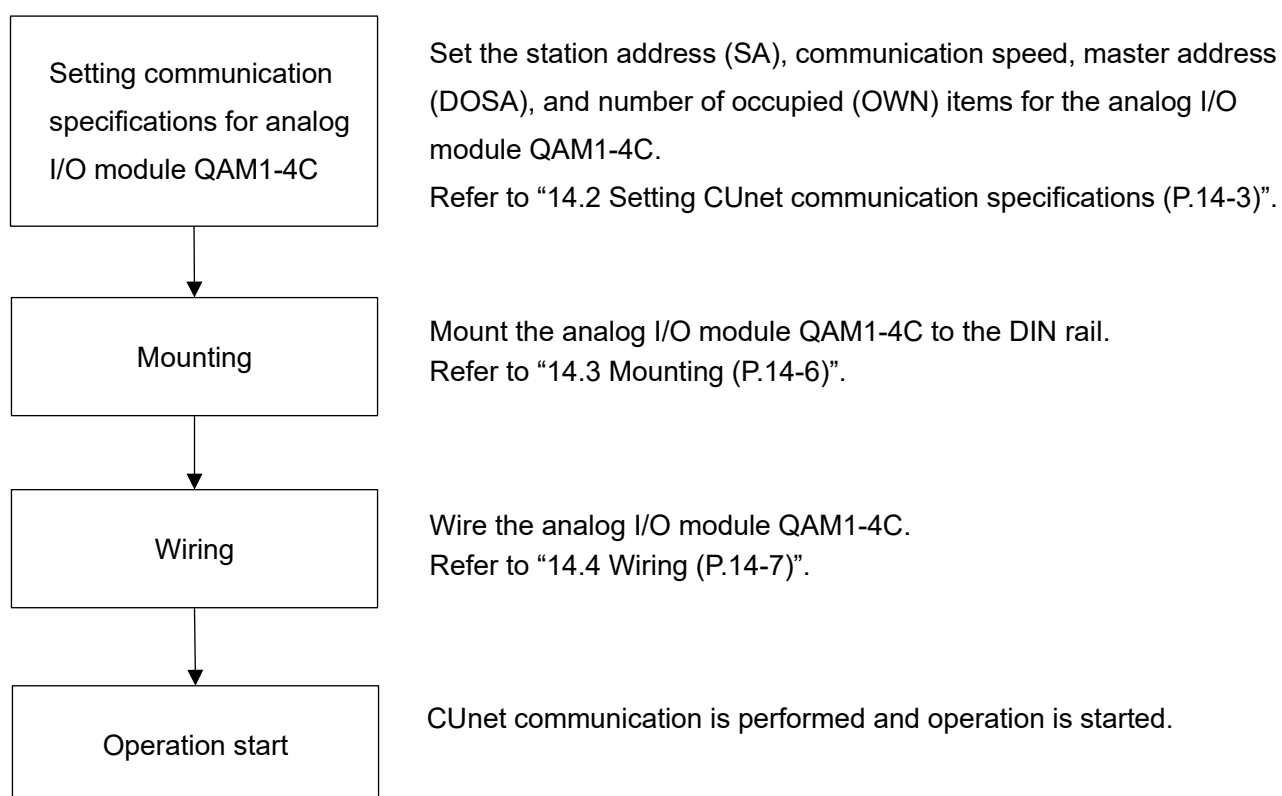 Setting communication
specifications for analog
I/O module QAM1-4C
Set the station address (SA), communication speed, master address
(DOSA), and number of occupied (OWN) items for the analog I/O
module QAM1-4C.
Refer to “14.2 Setting CUnet communication specifications (P.14-3)”.
Mounting
Mount the analog I/O module QAM1-4C to the DIN rail.
Refer to “14.3 Mounting (P.14-6)”.
Wiring
Wire the analog I/O module QAM1-4C.
Refer to “14.4 Wiring (P.14-7)”.
Operation start
CUnet communication is performed and operation is started.